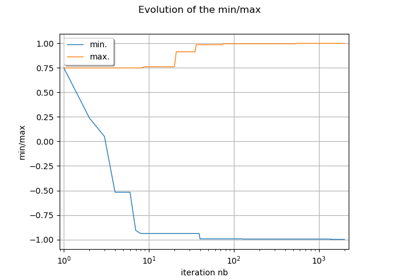 Evolution of the min/max
min.
max.
1.00
0.75
0.50
0.25
0.00
−0.25
−0.50
−0.75
−1.00
min/max
10⁰ 10¹ 10² 10³
iteration nb